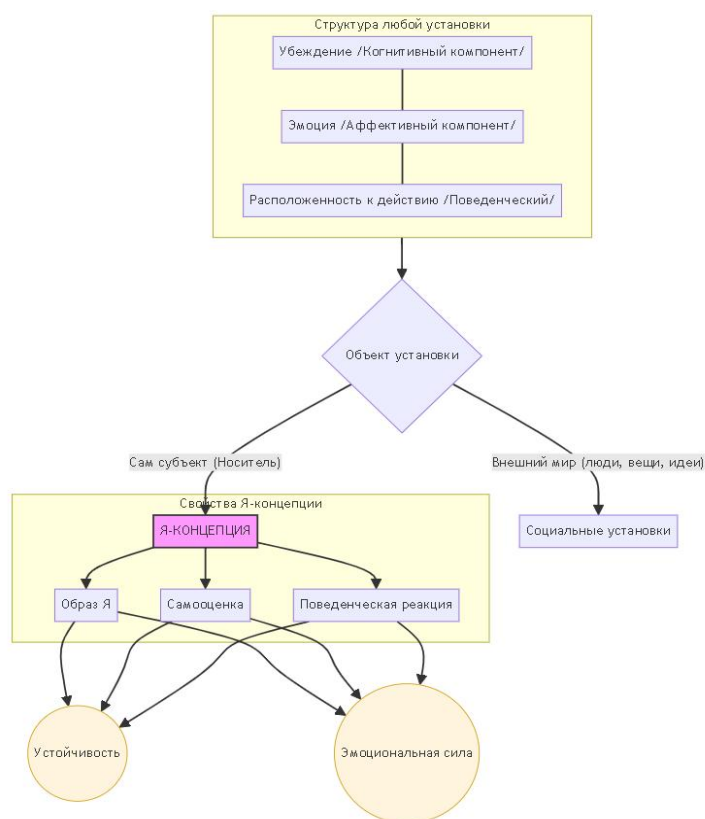 Структура любой установки
Убеждение /Когнитивный компонент/
Эмоция /Аффективный компонент/
Расположенность к действию /Поведенческий/
Объект установки
Сам субъект (Носитель)
Внешний мир (люди, вещи, идеи)
Свойства Я-концепции
Я-КОНЦЕПЦИЯ
Социальные установки
Образ Я
Самооценка
Поведенческая реакция
Устойчивость
Эмоциональная сила